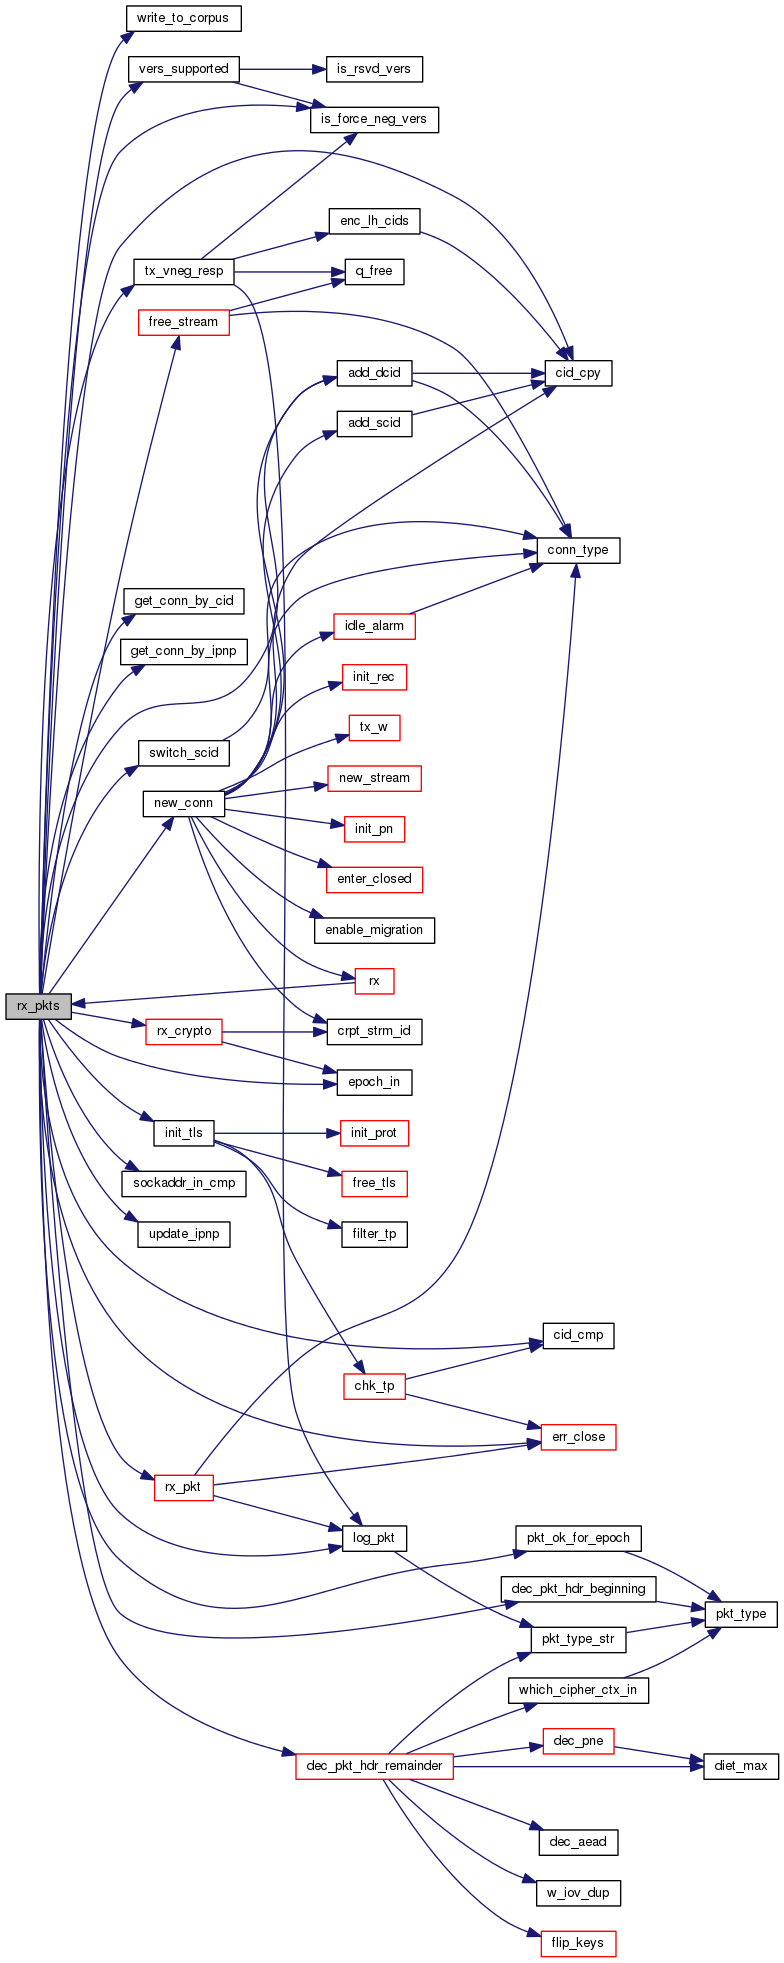 write_to_corpus
vers_supported
is_rsvd_vers
is_force_neg_vers
enc_lh_cids
tx_vneg_resp
q_free
free_stream
add_dcid
cid_cpy
add_scid
conn_type
get_conn_by_cid
idle_alarm
get_conn_by_ipnp
init_rec
tx_w
switch_scid
new_stream
new_conn
init_pn
enter_closed
enable_migration
rx
rx_pkts
rx_crypto
crpt_strm_id
epoch_in
init_tls
init_prot
sockaddr_in_cmp
free_tls
update_ipnp
filter_tp
cid_cmp
chk_tp
err_close
rx_pkt
log_pkt
pkt_ok_for_epoch
dec_pkt_hdr_beginning
pkt_type
pkt_type_str
which_cipher_ctx_in
dec_pne
dec_pkt_hdr_remainder
diet_max
dec_aead
w_iov_dup
flip_keys